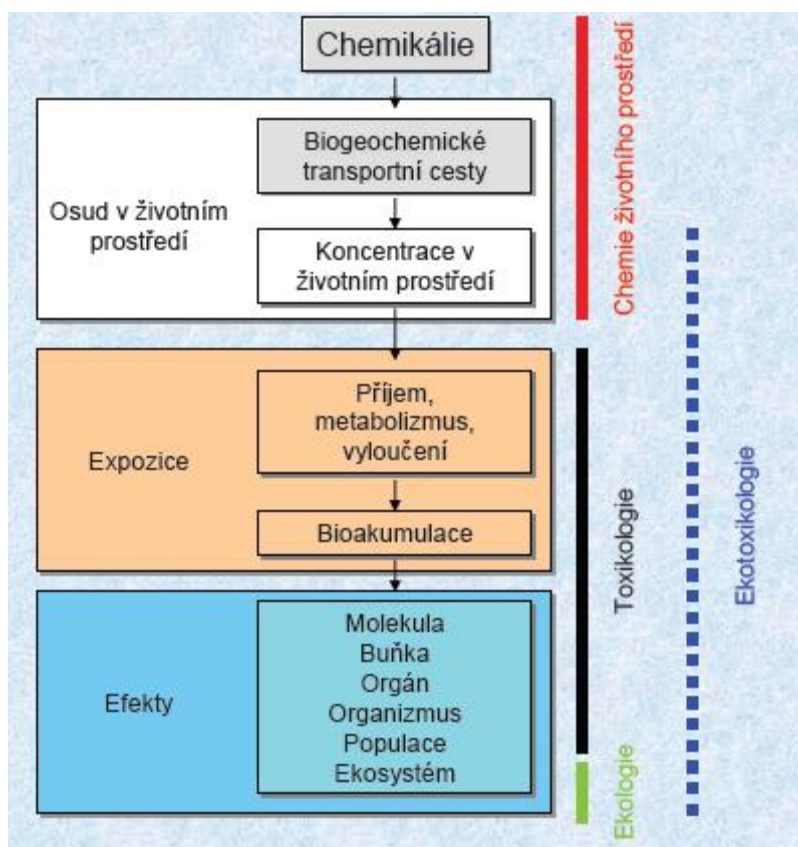 Chemikálie
Biogeochemické
transportní cesty
Osud v životním
prostředí
Koncentrace v
životním prostředí
Příjem,
metabolizmus,
vyloučení
Expozice
Bioakumulace
Molekula
Buňka
Orgán
Organizmus
Populace
Ekosystém
Efekty
Chemie životního prostředí
Toxikologie
Ekologie
Ekotoxikologie